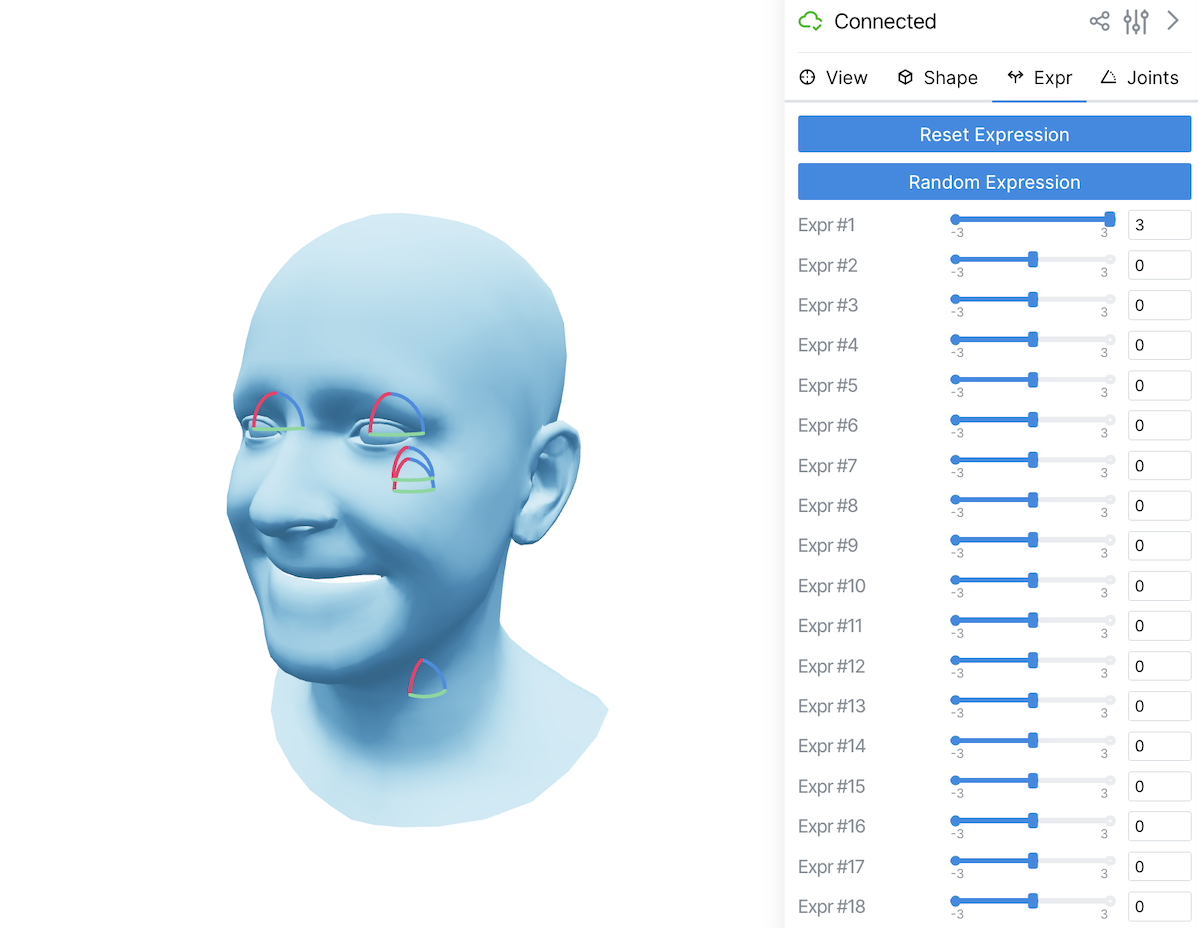 Connected
View Shape Expr Joints
Reset Expression
Random Expression
Expr #1 -3 3 3
Expr #2 -3 3 0
Expr #3 -3 3 0
Expr #4 -3 3 0
Expr #5 -3 3 0
Expr #6 -3 3 0
Expr #7 -3 3 0
Expr #8 -3 3 0
Expr #9 -3 3 0
Expr #10 -3 3 0
Expr #11 -3 3 0
Expr #12 -3 3 0
Expr #13 -3 3 0
Expr #14 -3 3 0
Expr #15 -3 3 0
Expr #16 -3 3 0
Expr #17 -3 3 0
Expr #18 -3 3 0